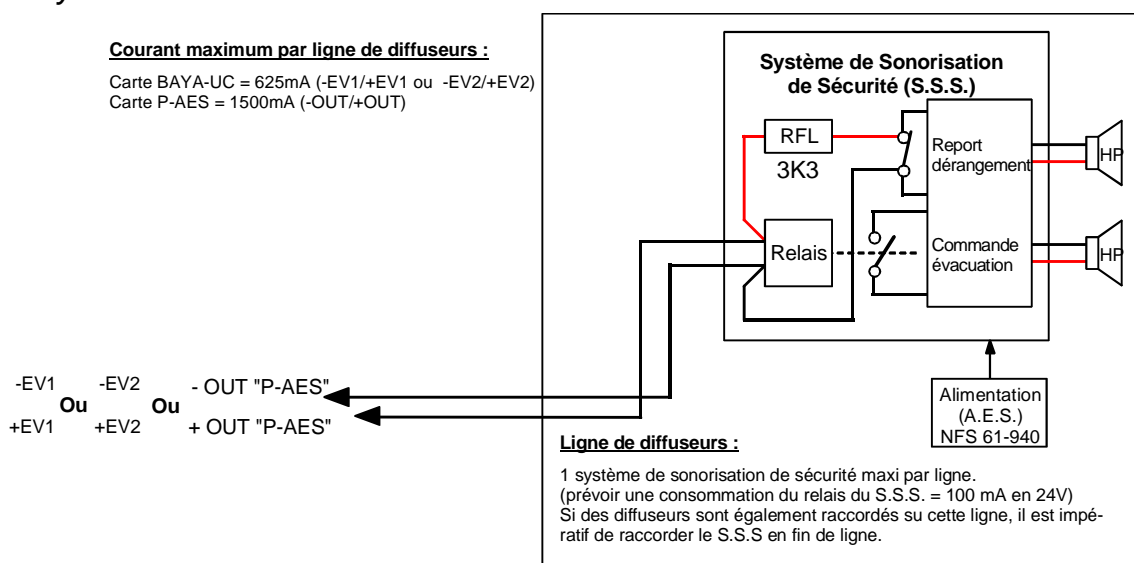 Courant maximum par ligne de diffuseurs :
Carte BAYA-UC = 625mA (-EV1/+EV1 ou -EV2/+EV2)
Carte P-AES = 1500mA (-OUT/+OUT)
Système de Sonorisation
de Sécurité (S.S.S.)
RFL
3K3
Report
dérangement
HP
Relais
Commande
évacuation
HP
-EV1
-EV2
- OUT "P-AES"
Ou
Ou
+EV1
+EV2
+ OUT "P-AES"
Alimentation
(A.E.S.)
NFS 61-940
Ligne de diffuseurs :
1 système de sonorisation de sécurité maxi par ligne.
(prévoir une consommation du relais du S.S.S. = 100 mA en 24V)
Si des diffuseurs sont également raccordés su cette ligne, il est impé-
ratif de raccorder le S.S.S en fin de ligne.